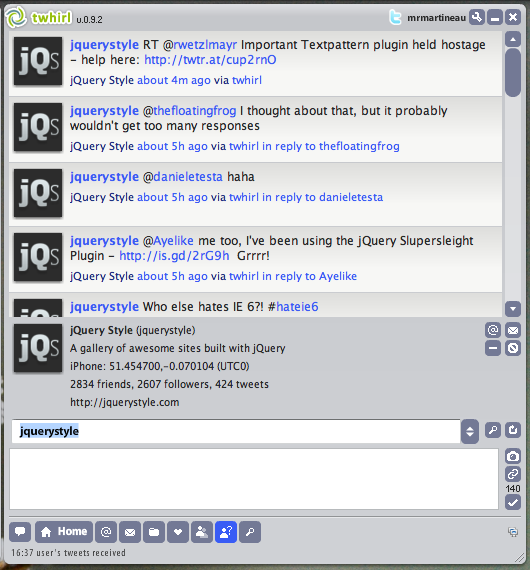 twhirl v.0.9.2 mrmartineau
jQs jquerystyle RT @rwetzlmayr Important Textpattern plugin held hostage
– help here: http://twtr.at/cup2rnO
jQuery Style about 4m ago via twhirl
jQs jquerystyle @thefloatingfrog I thought about that, but it probably
wouldn't get too many responses
jQuery Style about 5h ago via twhirl in reply to thefloatingfrog
jQs jquerystyle @danieletesta haha
jQuery Style about 5h ago via twhirl in reply to danieletesta
jQs jquerystyle @Ayelike me too, I've been using the jQuery Slupersleight
Plugin – http://is.gd/2rG9h Grrrr!
jQuery Style about 5h ago via twhirl in reply to Ayelike
jQs jquerystyle Who else hates IE 6?! #hateie6
jQs jQuery Style (jquerystyle)
A gallery of awesome sites built with jQuery
iPhone: 51.454700,-0.070104 (UTC0)
2834 friends, 2607 followers, 424 tweets
http://jquerystyle.com
jquerystyle
140
Home @
16:37 user's tweets received